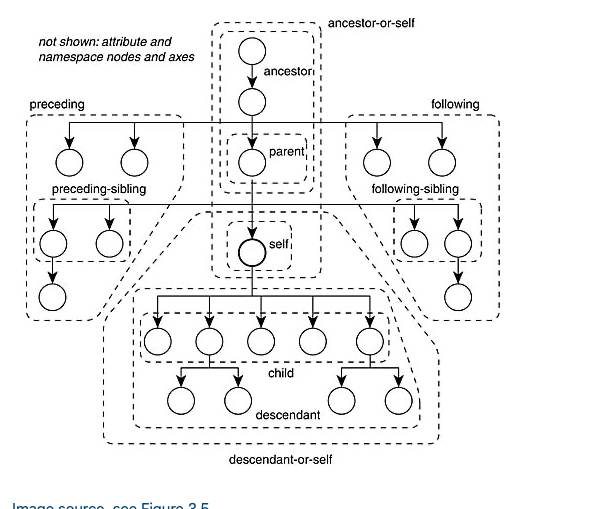 ancestor-or-self
not shown: attribute and
namespace nodes and axes
ancestor
preceding
following
parent
preceding-sibling
following-sibling
self
child
descendant
descendant-or-self
Image source, see Figure 3.5